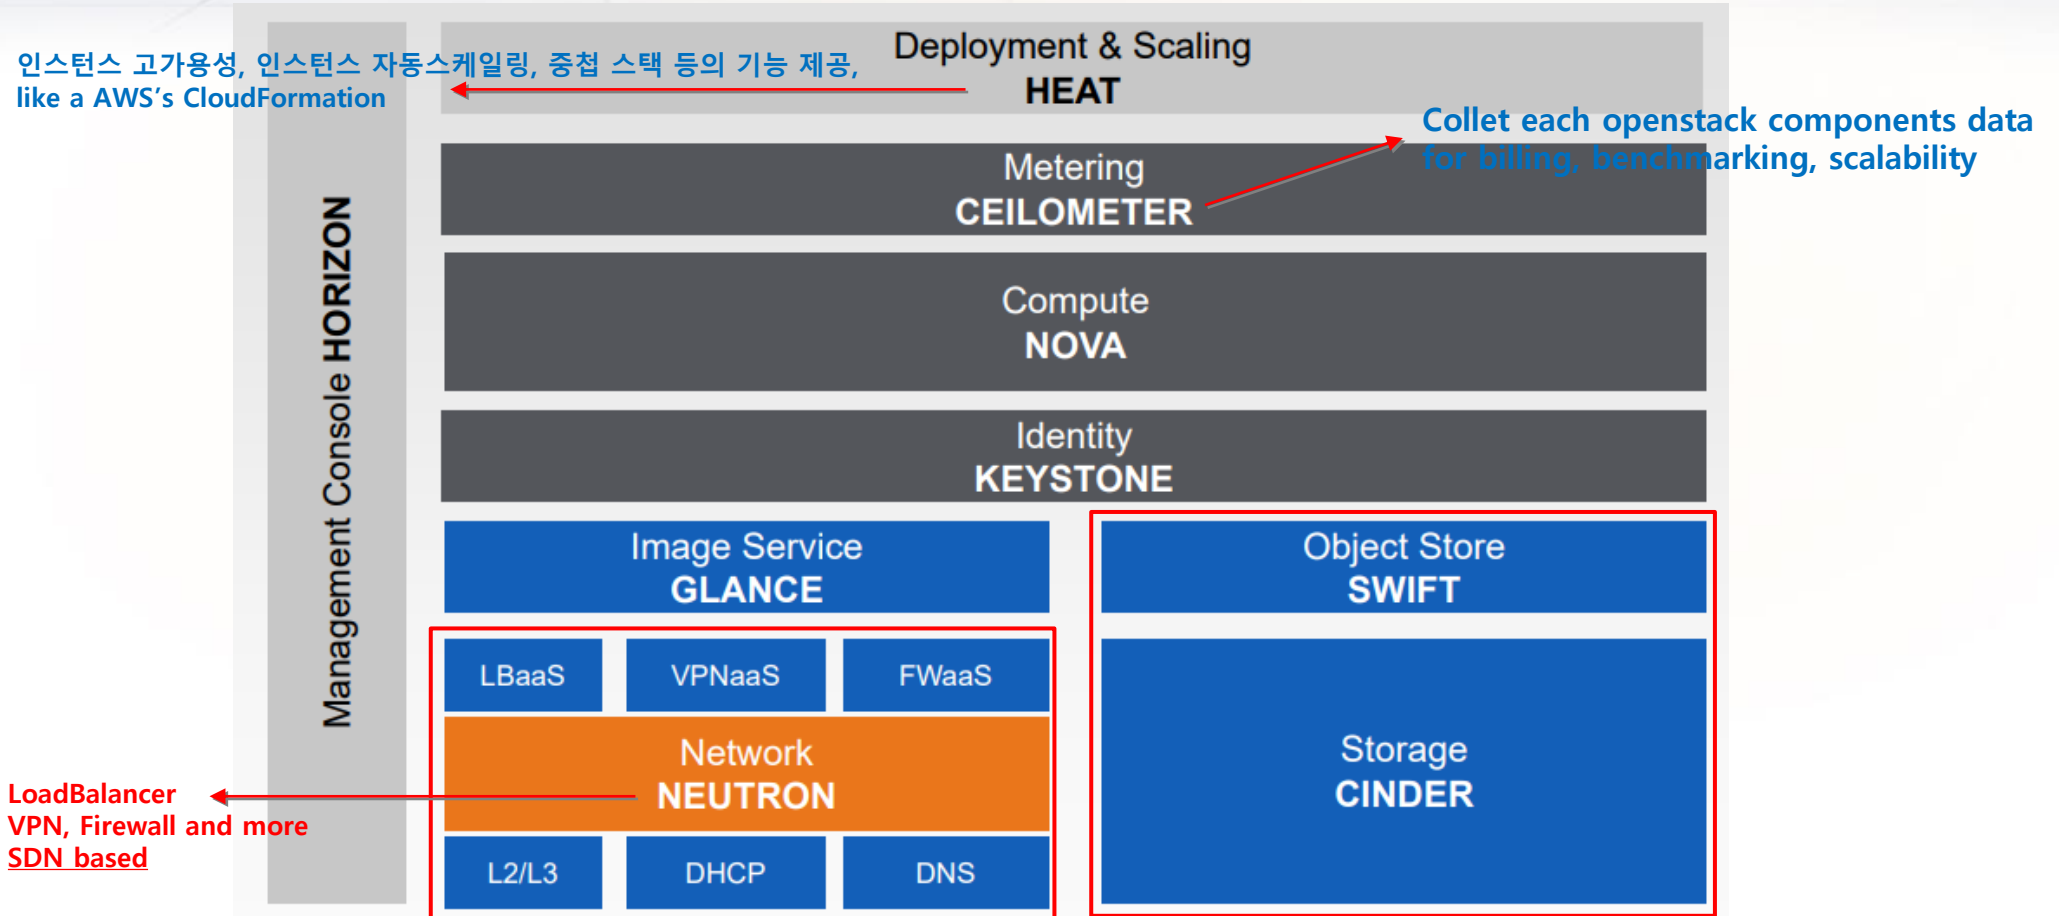 Deployment & Scaling
HEAT
인스턴스 고가용성, 인스턴스 자동스케일링, 중첩 스택 등의 기능 제공,
like a AWS's CloudFormation
Collet each openstack components data
for billing, benchmarking, scalability
Metering
CEILOMETER
Management Console HORIZON
Compute
NOVA
Identity
KEYSTONE
Image Service
GLANCE
Object Store
SWIFT
LBaaS
VPNaaS
FWaaS
Network
NEUTRON
Storage
CINDER
LoadBalancer
VPN, Firewall and more
SDN based
L2/L3
DHCP
DNS